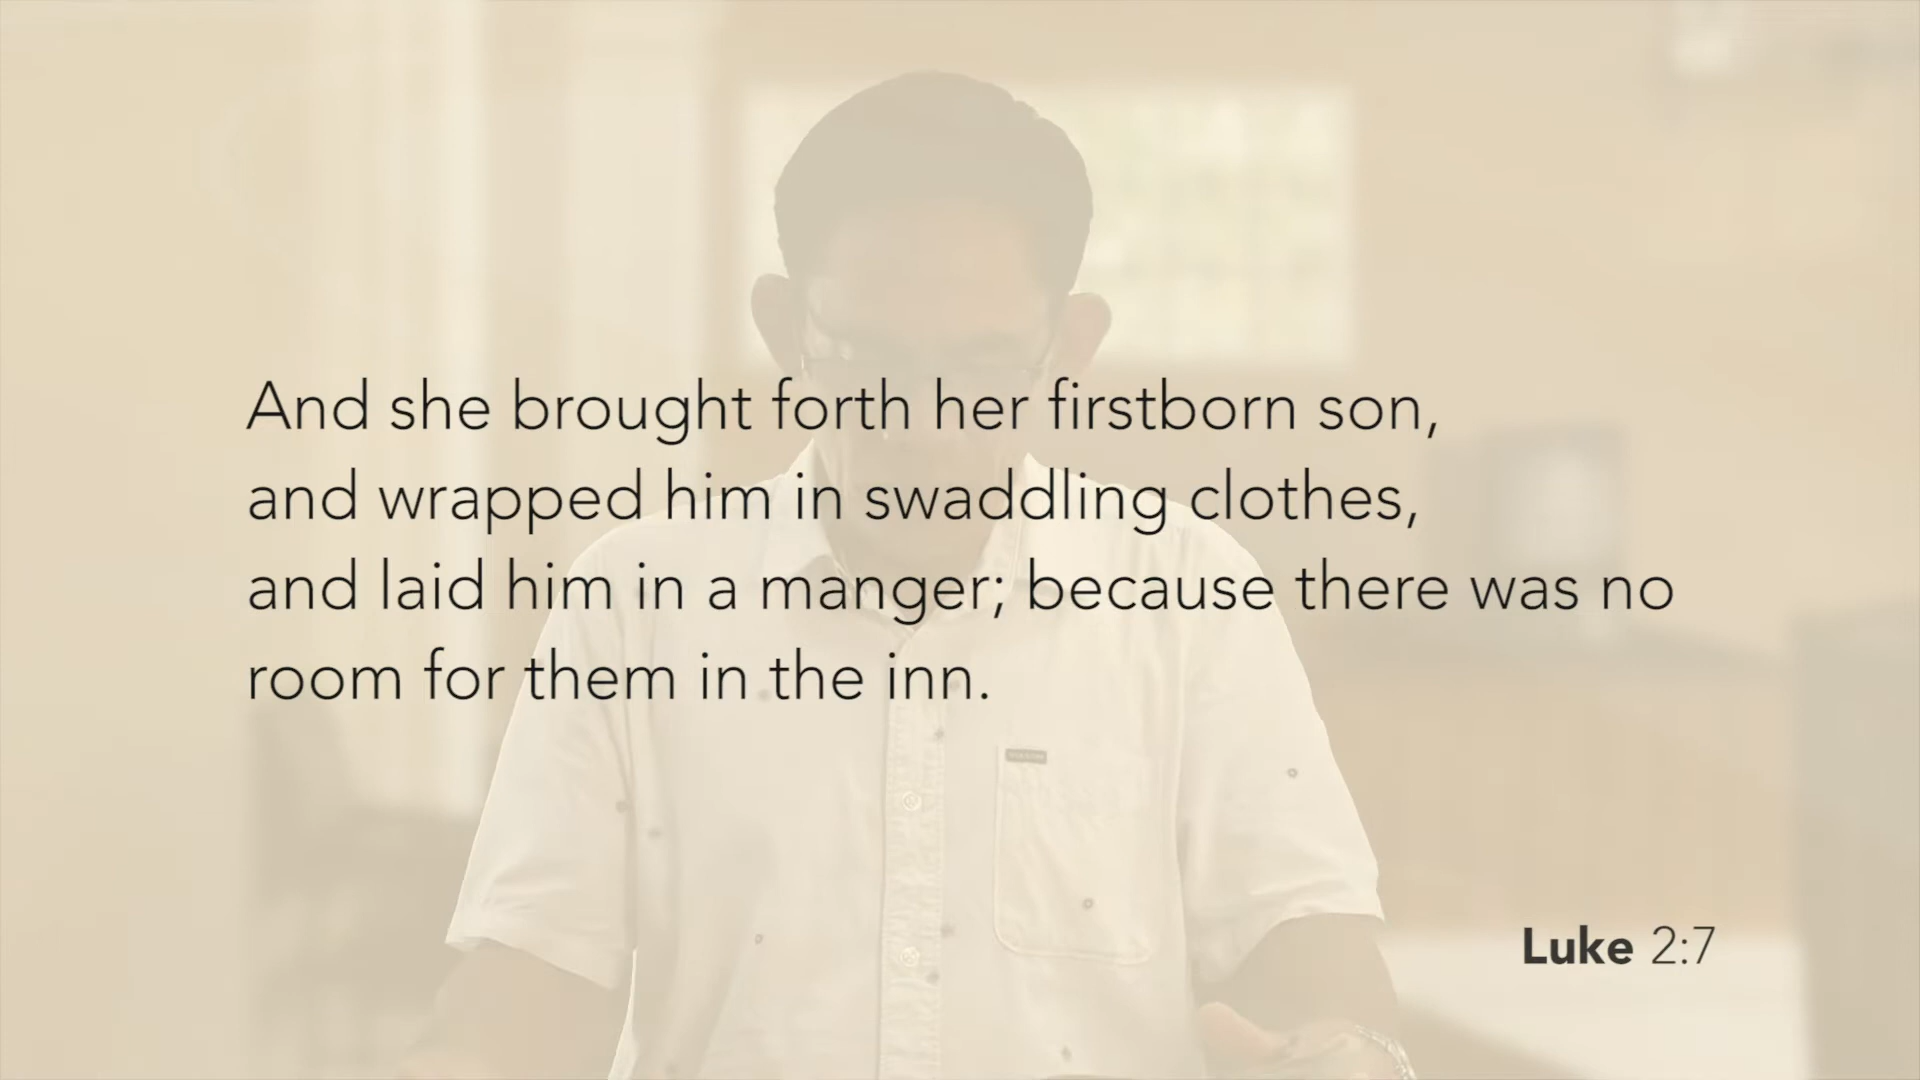 And she brought forth her firstborn son,
and wrapped him in swaddling clothes,
and laid him in a manger; because there was no
room for them in the inn.
Luke 2:7